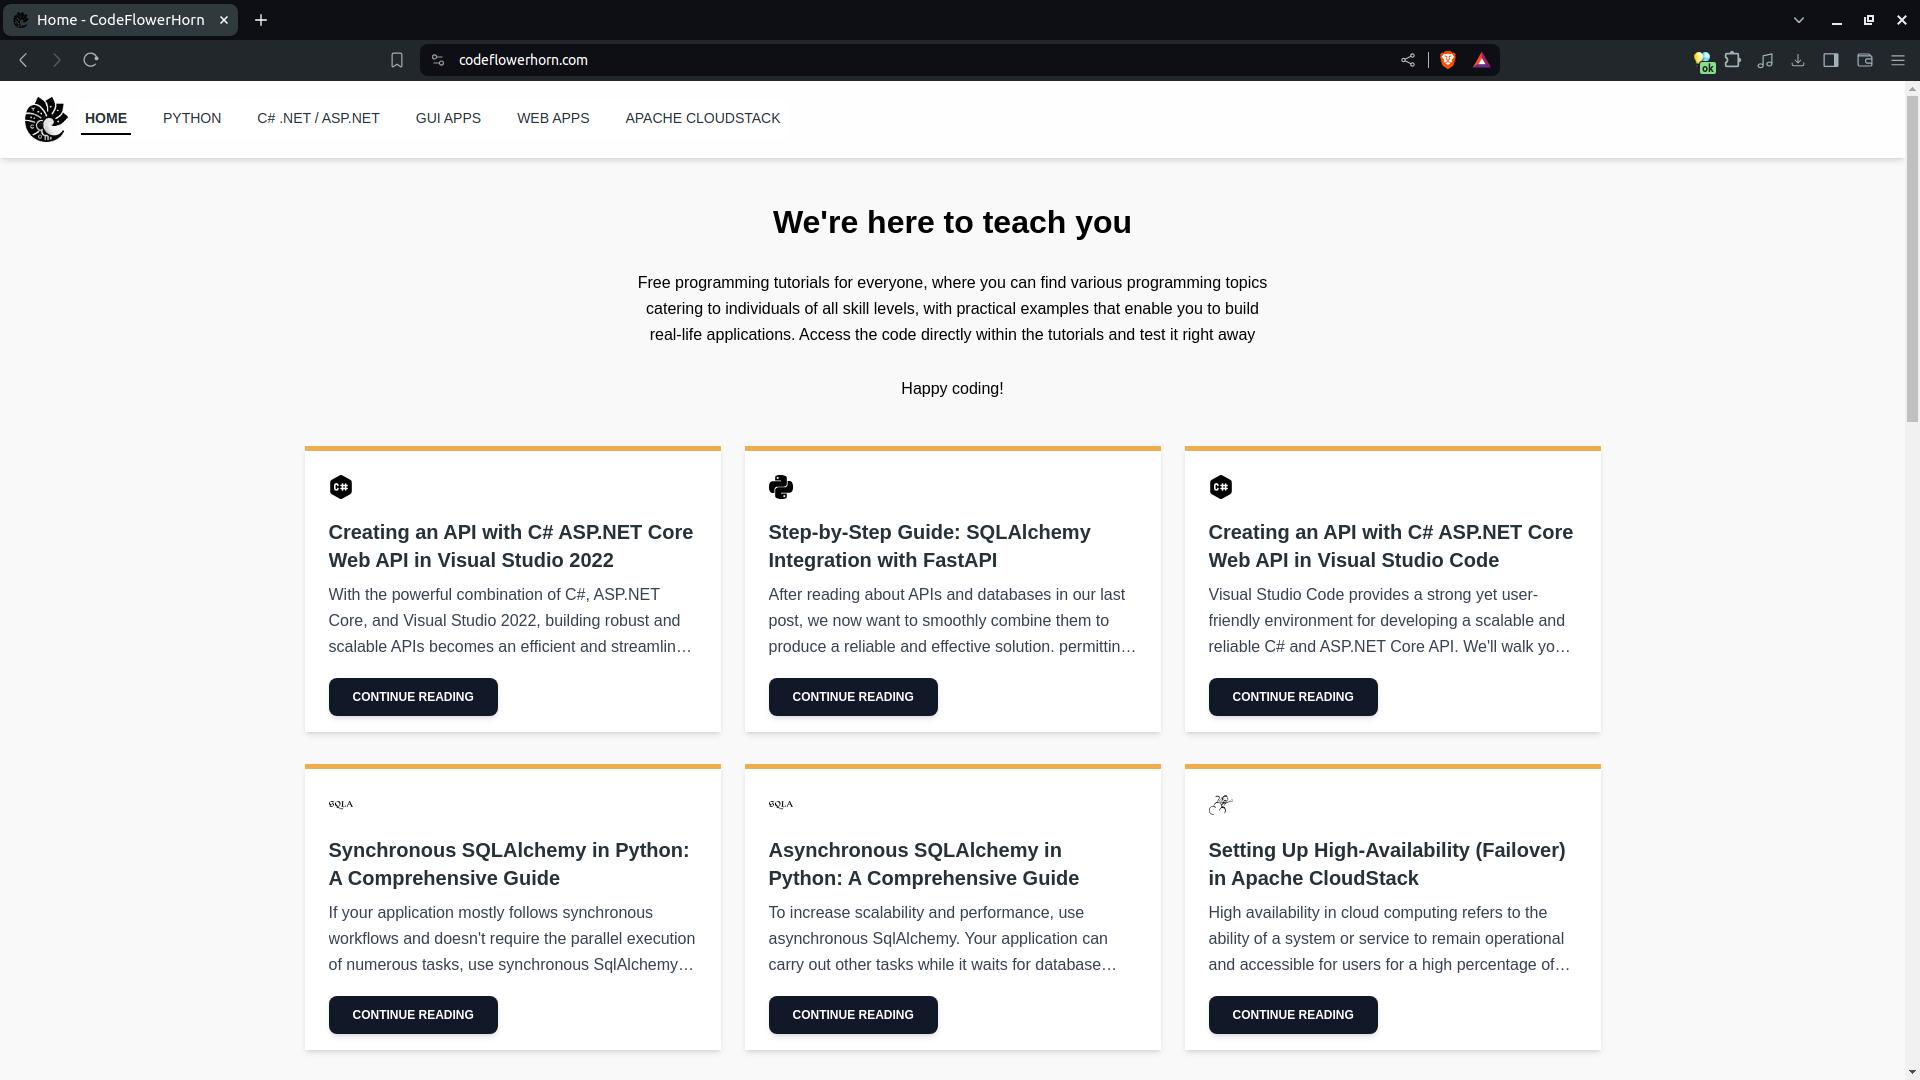 Home - CodeFlowerHorn
codeflowerhorn.com
ok
HOME PYTHON C# .NET / ASP.NET GUI APPS WEB APPS APACHE CLOUDSTACK
We're here to teach you
Free programming tutorials for everyone, where you can find various programming topics
catering to individuals of all skill levels, with practical examples that enable you to build
real-life applications. Access the code directly within the tutorials and test it right away
Happy coding!
C#
Creating an API with C# ASP.NET Core
Web API in Visual Studio 2022
With the powerful combination of C#, ASP.NET
Core, and Visual Studio 2022, building robust and
scalable APIs becomes an efficient and streamlin…
CONTINUE READING
Step-by-Step Guide: SQLAlchemy
Integration with FastAPI
After reading about APIs and databases in our last
post, we now want to smoothly combine them to
produce a reliable and effective solution. permittin…
CONTINUE READING
C#
Creating an API with C# ASP.NET Core
Web API in Visual Studio Code
Visual Studio Code provides a strong yet user-
friendly environment for developing a scalable and
reliable C# and ASP.NET Core API. We'll walk yo…
CONTINUE READING
SQLA
Synchronous SQLAlchemy in Python:
A Comprehensive Guide
If your application mostly follows synchronous
workflows and doesn't require the parallel execution
of numerous tasks, use synchronous SqlAlchemy…
CONTINUE READING
SQLA
Asynchronous SQLAlchemy in
Python: A Comprehensive Guide
To increase scalability and performance, use
asynchronous SqlAlchemy. Your application can
carry out other tasks while it waits for database…
CONTINUE READING
Setting Up High-Availability (Failover)
in Apache CloudStack
High availability in cloud computing refers to the
ability of a system or service to remain operational
and accessible for users for a high percentage of…
CONTINUE READING